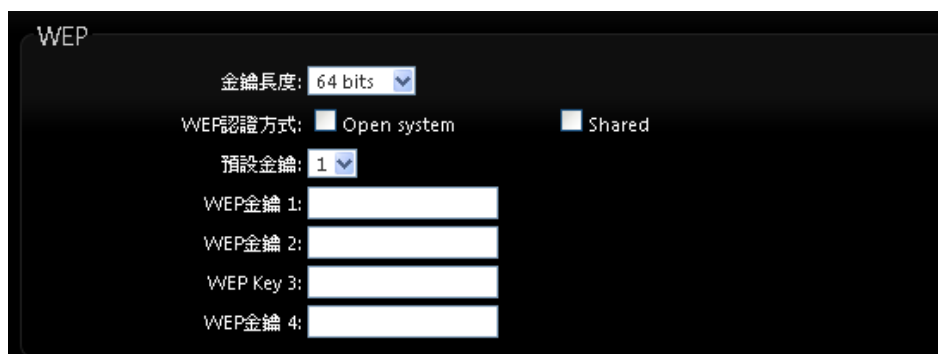 WEP
金鑰長度: 64 bits
WEP認證方式: Open system Shared
預設金鑰: 1
WEP金鑰 1:
WEP金鑰 2:
WEP Key 3:
WEP金鑰 4: